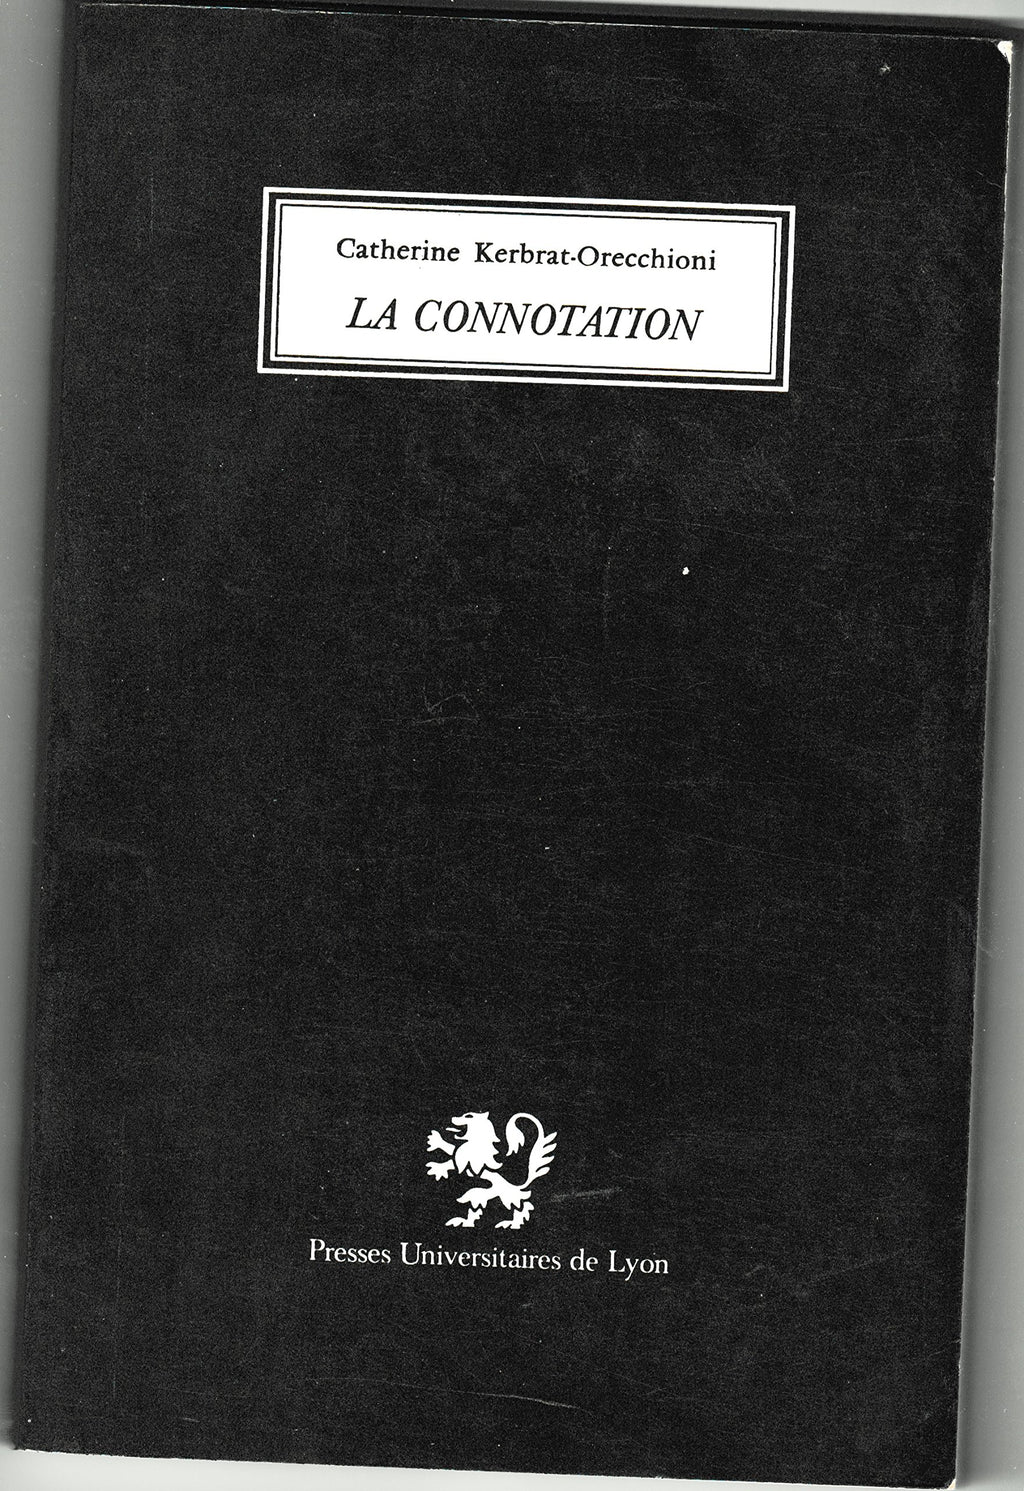 Catherine Kerbrat-Orecchioni
LA CONNOTATION
Presses Universitaires de Lyon